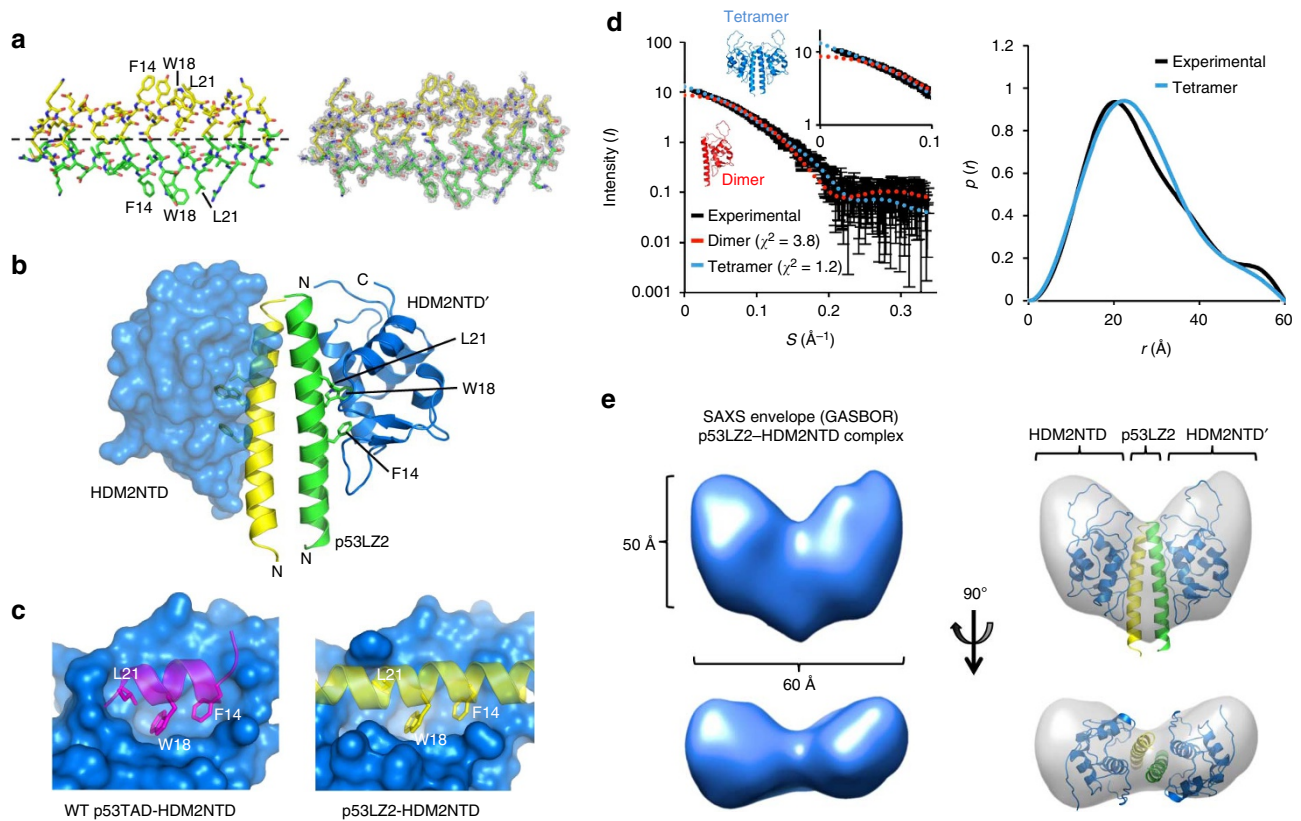 a
F14
W18
L21
F14
W18
L21
b
N
C
HDM2NTD′
L21
W18
F14
HDM2NTD
p53LZ2
N
N
c
L21
W18
F14
L21
W18
F14
WT p53TAD-HDM2NTD
p53LZ2-HDM2NTD
d
Tetramer
Dimer
Intensity (I)
100
10
1
0.1
0.01
0.001
0
0.1
0.2
0.3
S (Å⁻¹)
10
1
0
0.1
Experimental
Dimer (χ² = 3.8)
Tetramer (χ² = 1.2)
p (r)
1.2
1
0.8
0.6
0.4
0.2
0
0
20
40
60
r (Å)
Experimental
Tetramer
e
SAXS envelope (GASBOR)
p53LZ2–HDM2NTD complex
50 Å
60 Å
90°
HDM2NTD
p53LZ2
HDM2NTD′